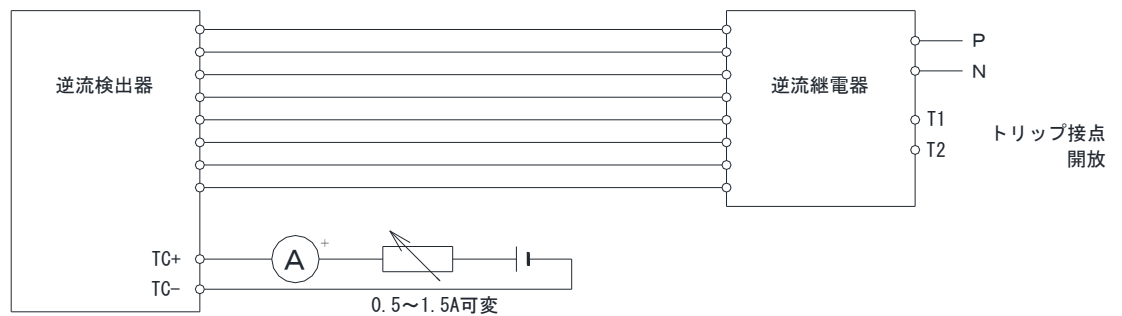 逆流検出器
逆流継電器
P
N
T1
T2
トリップ接点
開放
TC+
A
+
TC-
0.5～1.5A可変